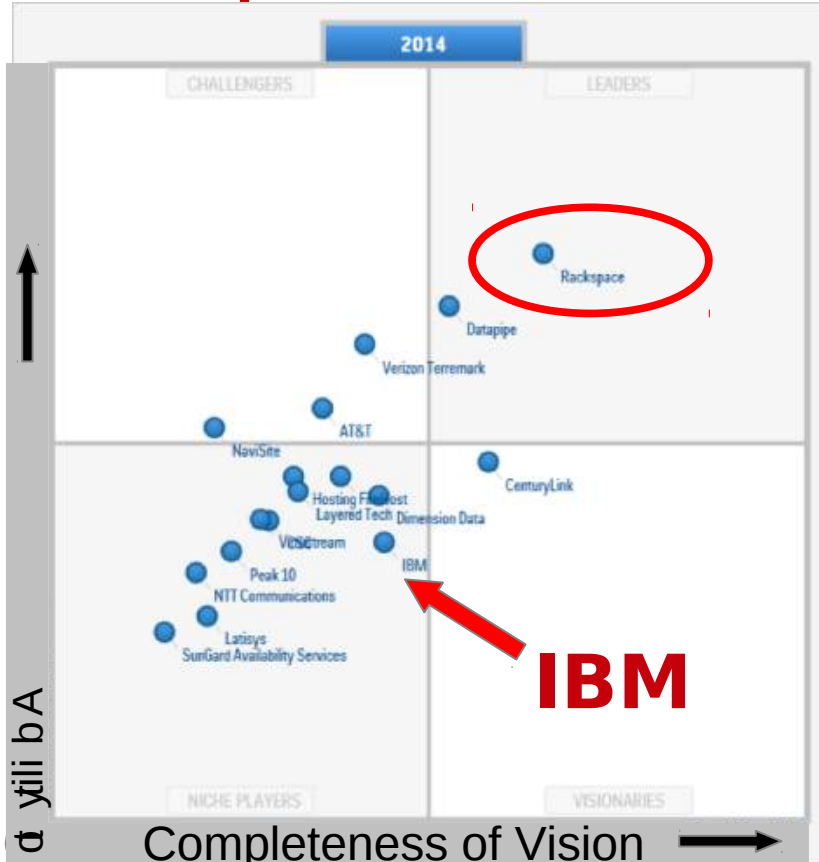 2014
CHALLENGERS
LEADERS
Rackspace
Datapipe
Verizon Terremark
AT&T
NaviSite
CenturyLink
Hosting
Layered Tech
Dimension Data
IBM
Peak 10
NTT Communications
Latisys
SunGard Availability Services
IBM
NICHE PLAYERS
VISIONARIES
Completeness of Vision